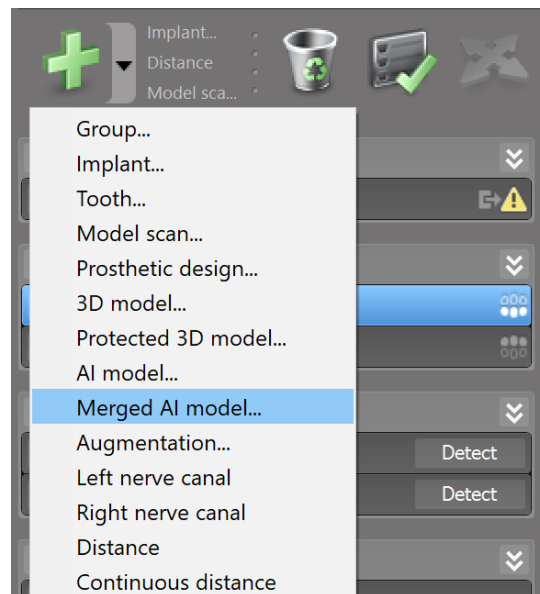 Implant...
Distance
Model sca...
Group...
Implant...
Tooth...
Model scan...
Prosthetic design...
3D model...
Protected 3D model...
AI model...
Merged AI model...
Augmentation...
Detect
Left nerve canal
Detect
Right nerve canal
Distance
Continuous distance